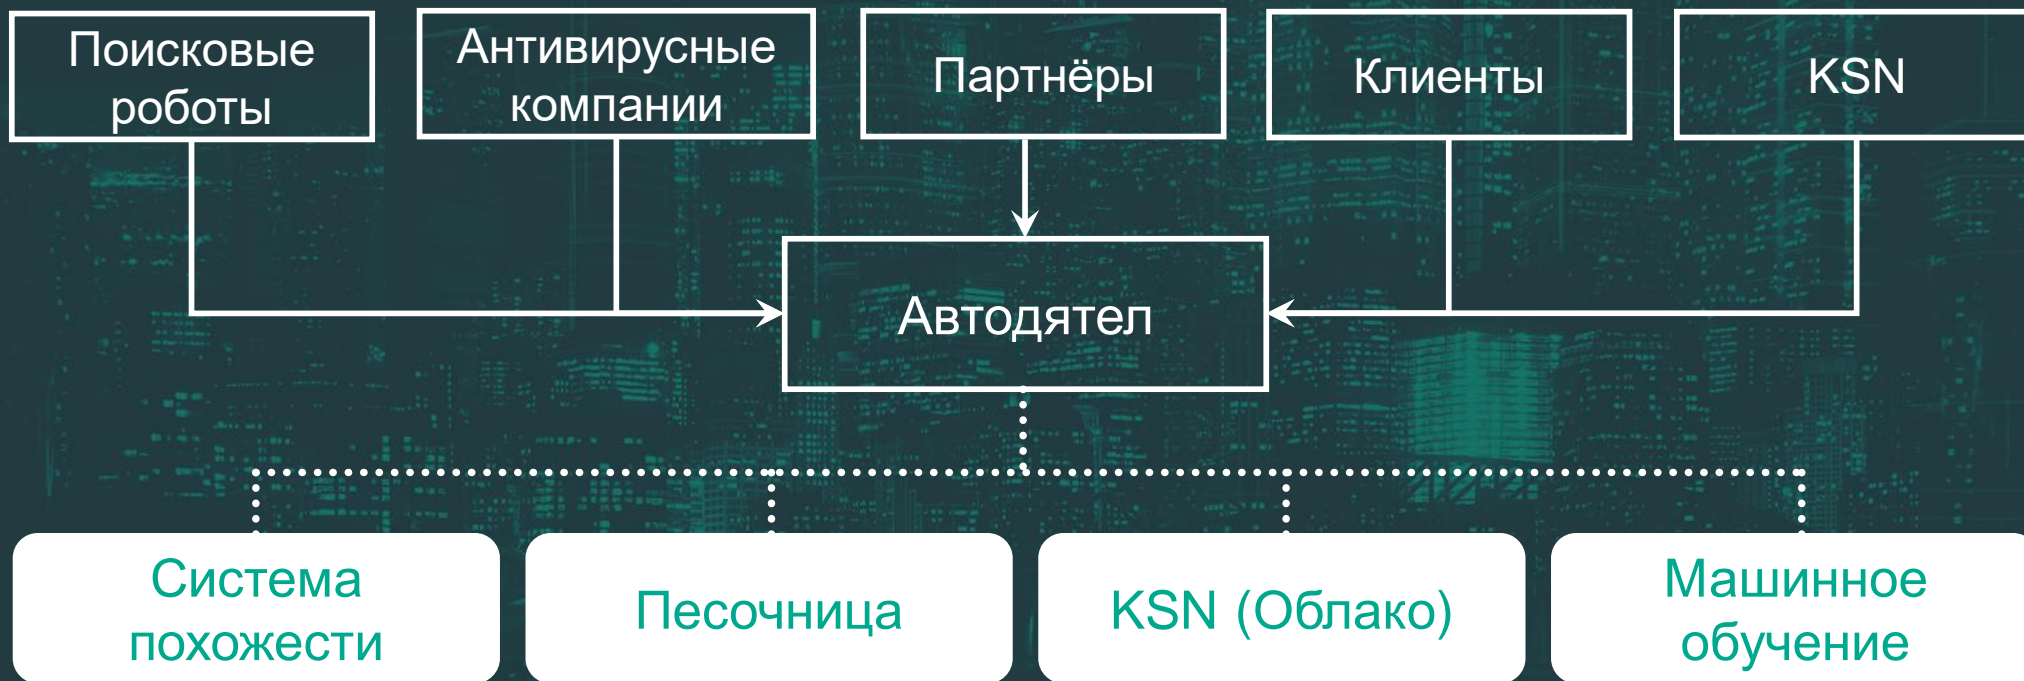 Поисковые
роботы
Антивирусные
компании
Партнёры
Клиенты
KSN
Автодятел
Система
похожести
Песочница
KSN (Облако)
Машинное
обучение